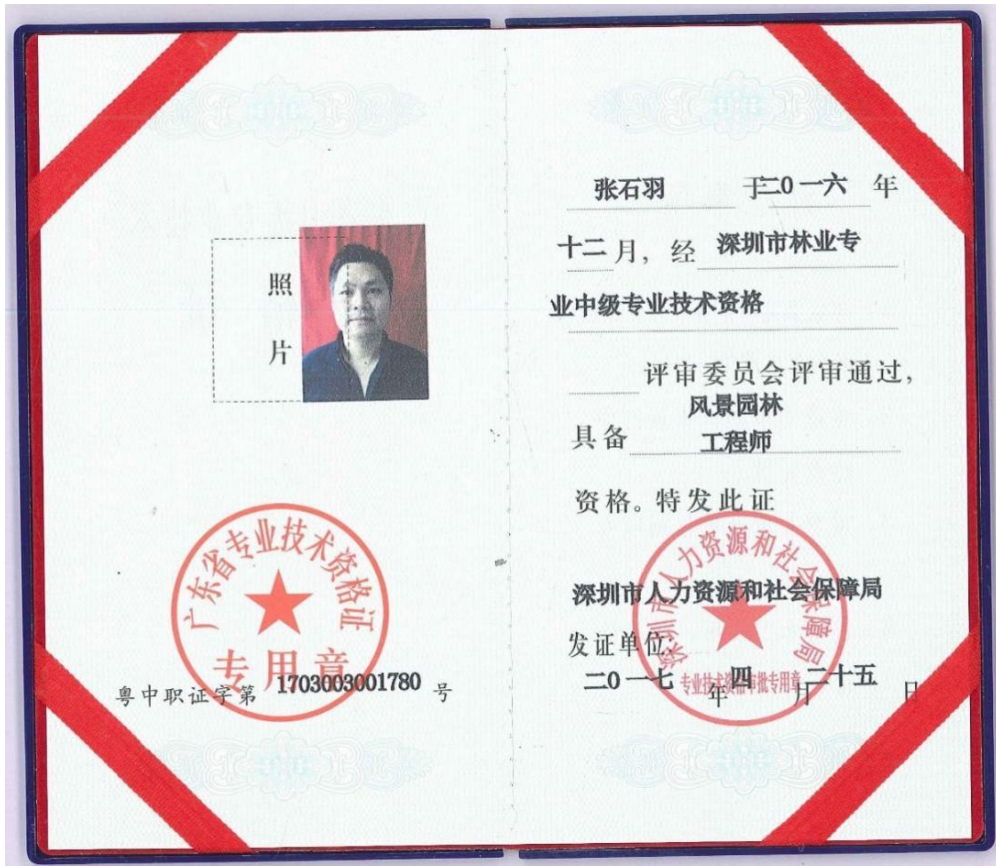 照
片
广东省专业技术资格证
专用章
粤中职证字第 1703003001780 号
张石羽 于二0一六 年
十二月，经 深圳市林业专
业中级专业技术资格
评审委员会评审通过，
风景园林
具备 工程师
资格。特发此证
深圳市人力资源和社会保障局
深圳市人力资源和社会保障局
发证单位：
专业技术资格审批专用章
二0一七 年 四 月 二十五 日